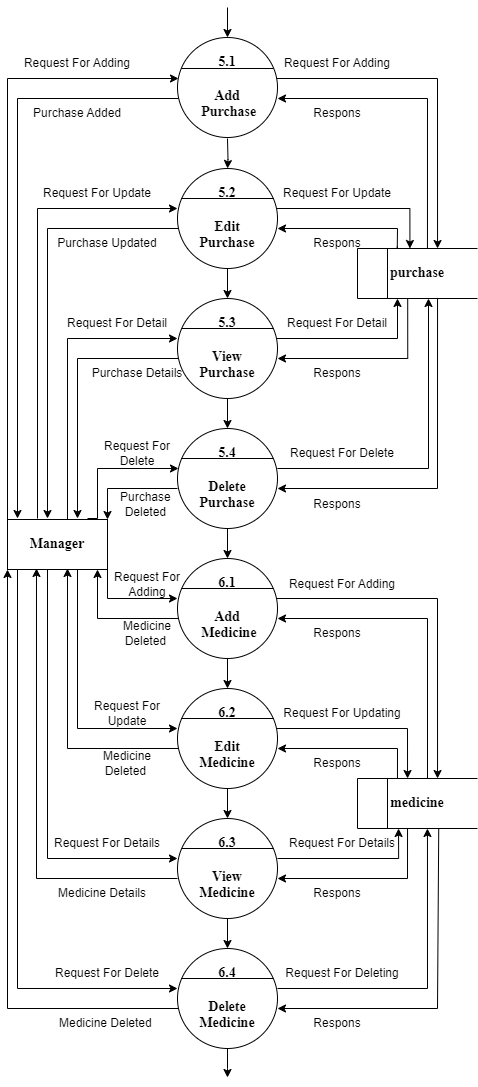 5.1
Request For Adding
Request For Adding
Add
Purchase
Purchase Added
Respons
5.2
Request For Update
Request For Update
Edit
Purchase
Purchase Updated
Respons
purchase
5.3
Request For Detail
Request For Detail
View
Purchase
Purchase Details
Respons
Request For
Delete
5.4
Request For Delete
Delete
Purchase
Purchase
Deleted
Respons
Manager
Request For
Adding
6.1
Request For Adding
Add
Medicine
Medicine
Deleted
Respons
Request For
Update
6.2
Request For Updating
Edit
Medicine
Medicine
Deleted
Respons
medicine
6.3
Request For Details
Request For Details
View
Medicine
Medicine Details
Respons
6.4
Request For Delete
Request For Deleting
Delete
Medicine
Medicine Deleted
Respons